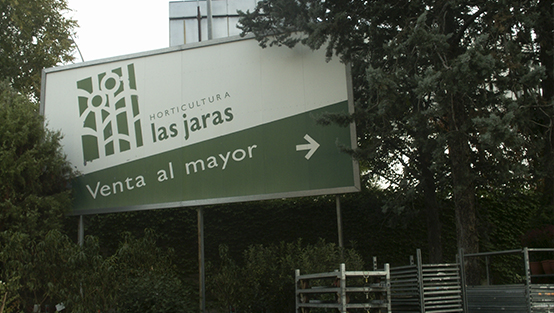 HORTICULTURA
las jaras
Venta al mayor